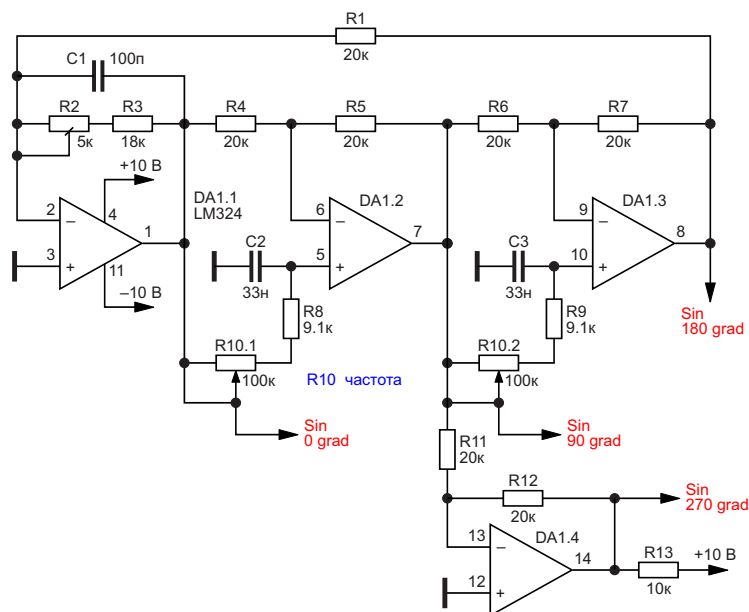 R1
20к
C1 100п
R2 R3 R4 R5 R6 R7
5к 18к 20к 20к 20к 20к
+10 В
DA1.1
LM324
DA1.2
DA1.3
2 − 4 1
3 + 11
–10 В
6 − 7
5 +
9 − 8
10 +
C2
33н
C3
33н
R8
9.1к
R9
9.1к
Sin
180 grad
R10.1
100к
R10.2
100к
R10 частота
Sin
0 grad
Sin
90 grad
R11
20к
R12
20к
Sin
270 grad
DA1.4
13 − 14
12 +
R13
10к
+10 В